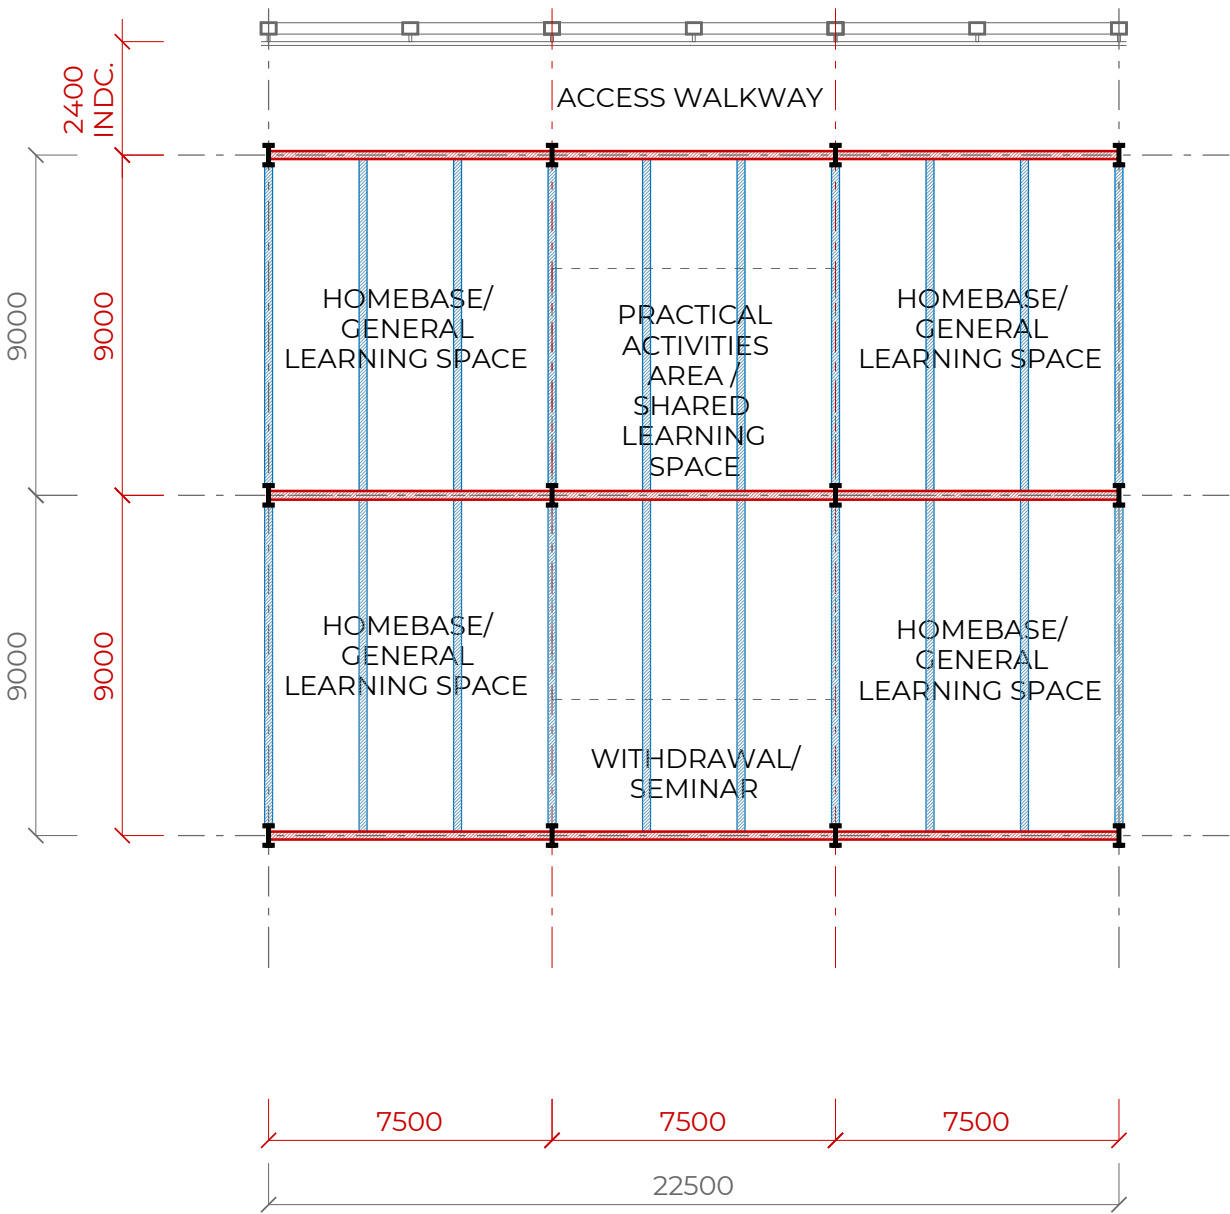 2400
INDC.
ACCESS WALKWAY
9000
9000
HOMEBASE/
GENERAL
LEARNING SPACE
PRACTICAL
ACTIVITIES
AREA /
SHARED
LEARNING
SPACE
HOMEBASE/
GENERAL
LEARNING SPACE
9000
9000
HOMEBASE/
GENERAL
LEARNING SPACE
WITHDRAWAL/
SEMINAR
HOMEBASE/
GENERAL
LEARNING SPACE
7500
7500
7500
22500